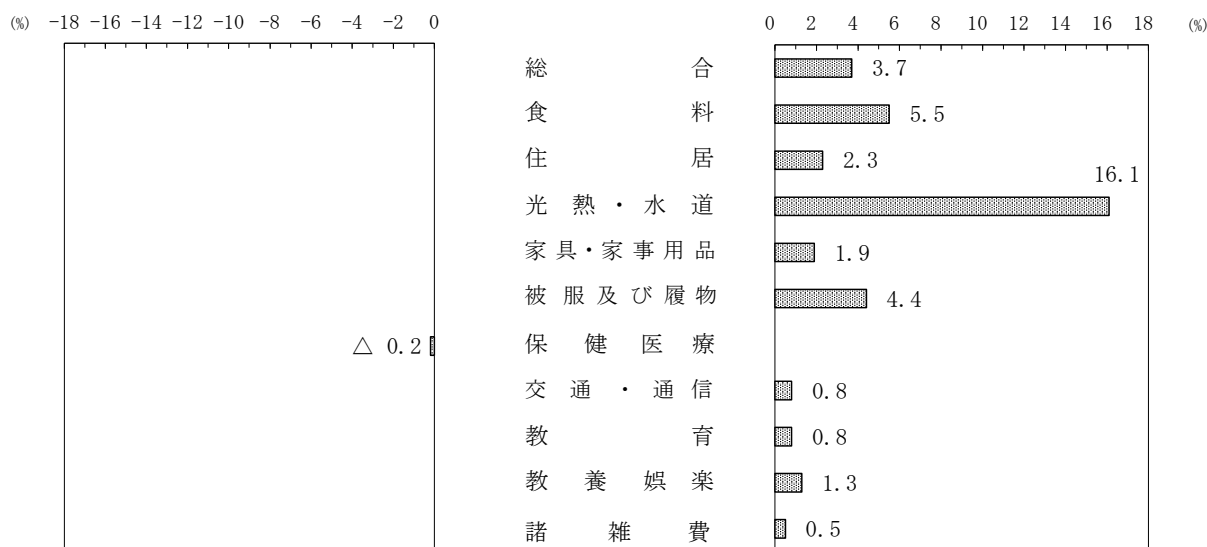 (%) -18 -16 -14 -12 -10 -8 -6 -4 -2 0 0 2 4 6 8 10 12 14 16 18 (%)
総合 3.7
食料 5.5
住居 2.3
16.1
光熱・水道
家具・家事用品 1.9
被服及び履物 4.4
△ 0.2 保健医療
交通・通信 0.8
教育 0.8
教養娯楽 1.3
諸雑費 0.5